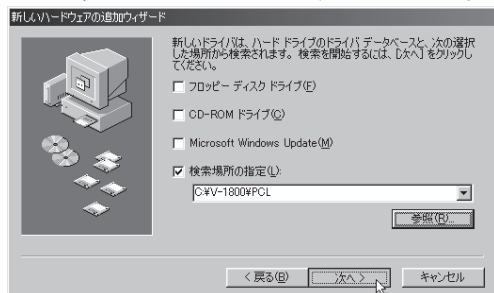 新しいハードウェアの追加ウィザード
新しいドライバは、ハード ドライブのドライバ データベースと、次の選択
した場所から検索されます。検索を開始するには、[次へ] をクリックし
てください。
フロッピー ディスク ドライブ(F)
CD-ROM ドライブ(C)
Microsoft Windows Update(M)
検索場所の指定(L):
C:¥V-1800¥PCL
参照(R)...
< 戻る(B)
次へ >
キャンセル